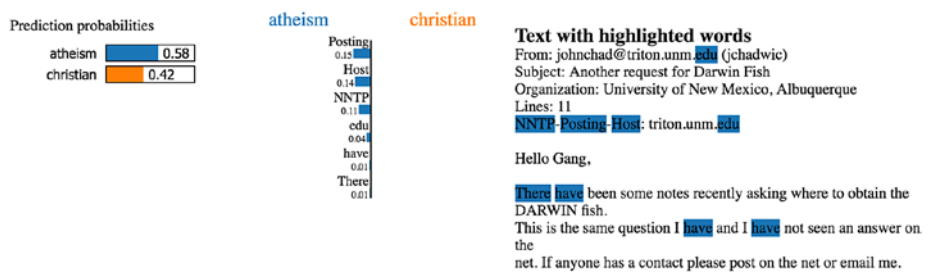 Prediction probabilities
atheism 0.58
christian 0.42
atheism christian
Posting
0.15
Host
0.14
NNTP
0.11
edu
0.04
have
0.01
There
0.01
Text with highlighted words
From: johnchad@triton.unm.edu (jchadwic)
Subject: Another request for Darwin Fish
Organization: University of New Mexico, Albuquerque
Lines: 11
NNTP-Posting-Host: triton.unm.edu
Hello Gang,
There have been some notes recently asking where to obtain the
DARWIN fish.
This is the same question I have and I have not seen an answer on
the
net. If anyone has a contact please post on the net or email me.